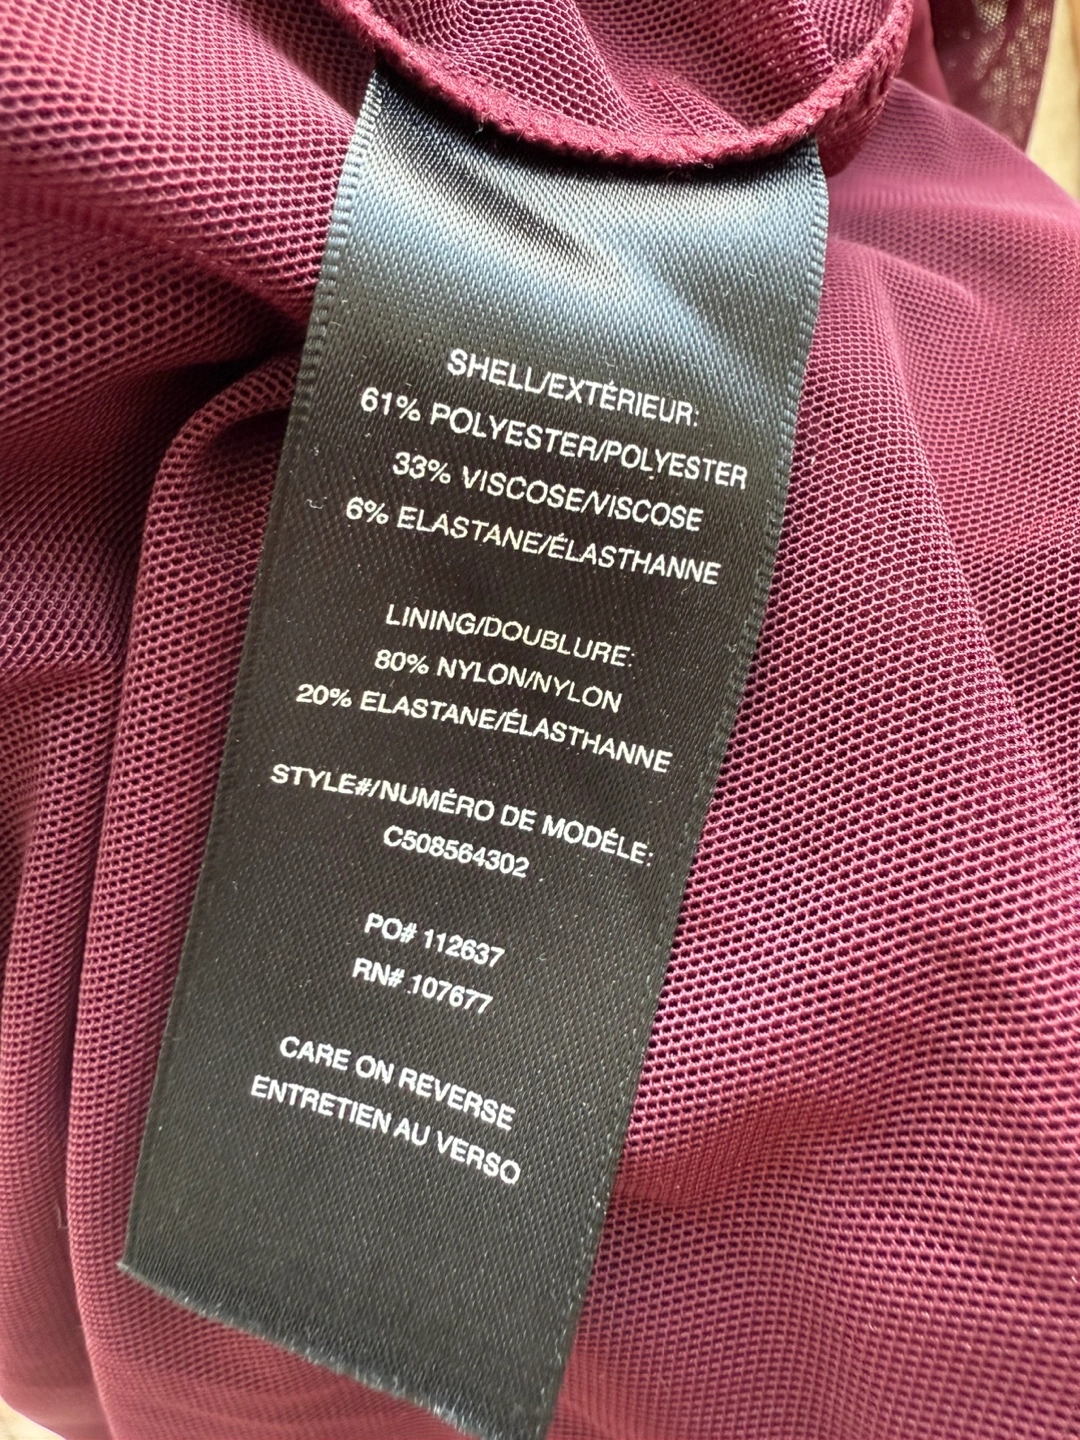 SHELL/EXTÉRIEUR:
61% POLYESTER/POLYESTER
33% VISCOSE/VISCOSE
6% ELASTANE/ÉLASTHANNE
LINING/DOUBLURE:
80% NYLON/NYLON
20% ELASTANE/ÉLASTHANNE
STYLE#/NUMÉRO DE MODÉLE:
C508564302
PO# 112637
RN# 107677
CARE ON REVERSE
ENTRETIEN AU VERSO